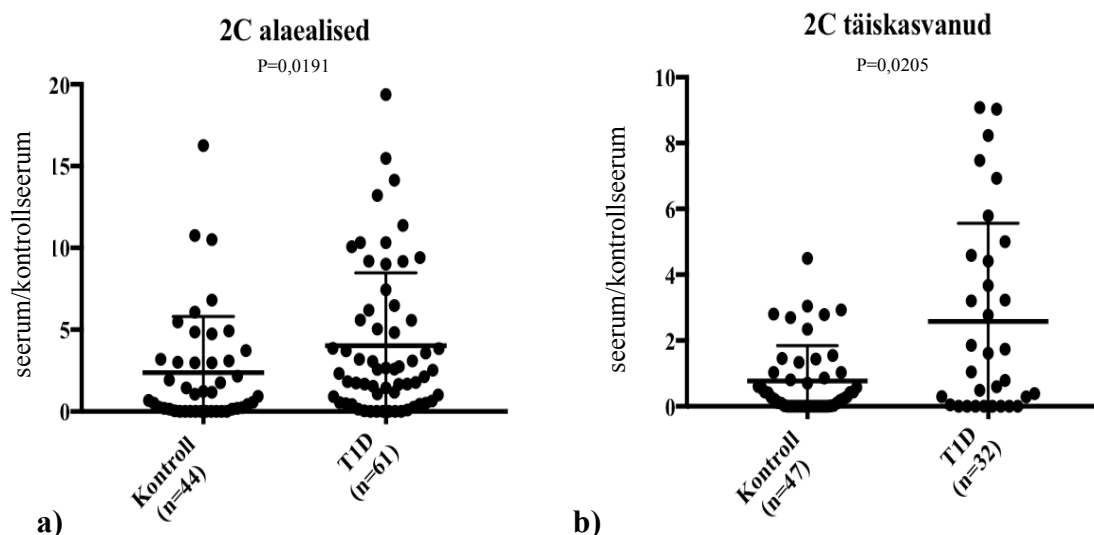 2C alaealised
P=0,0191
seerum/kontrollseerum
20
15
10
5
0
Kontroll
(n=44)
T1D
(n=61)
a)
2C täiskasvanud
P=0,0205
seerum/kontrollseerum
10
8
6
4
2
0
Kontroll
(n=47)
T1D
(n=32)
b)